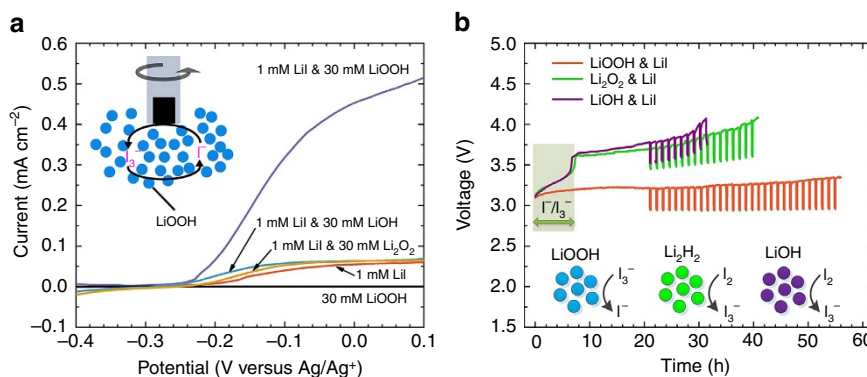 a
0.6
0.5
0.4
0.3
0.2
0.1
0.0
–0.1
Current (mA cm⁻²)
–0.4
–0.3
–0.2
–0.1
0.0
0.1
Potential (V versus Ag/Ag⁺)
1 mM LiI & 30 mM LiOOH
I₃⁻
I⁻
LiOOH
1 mM LiI & 30 mM LiOH
1 mM LiI & 30 mM Li₂O₂
1 mM LiI
30 mM LiOOH
b
5.0
4.5
4.0
3.5
3.0
2.5
2.0
1.5
Voltage (V)
0
10
20
30
40
50
60
Time (h)
LiOOH & LiI
Li₂O₂ & LiI
LiOH & LiI
I⁻/I₃⁻
LiOOH
I₃⁻
I⁻
Li₂H₂
I₂
I₃⁻
LiOH
I₂
I₃⁻